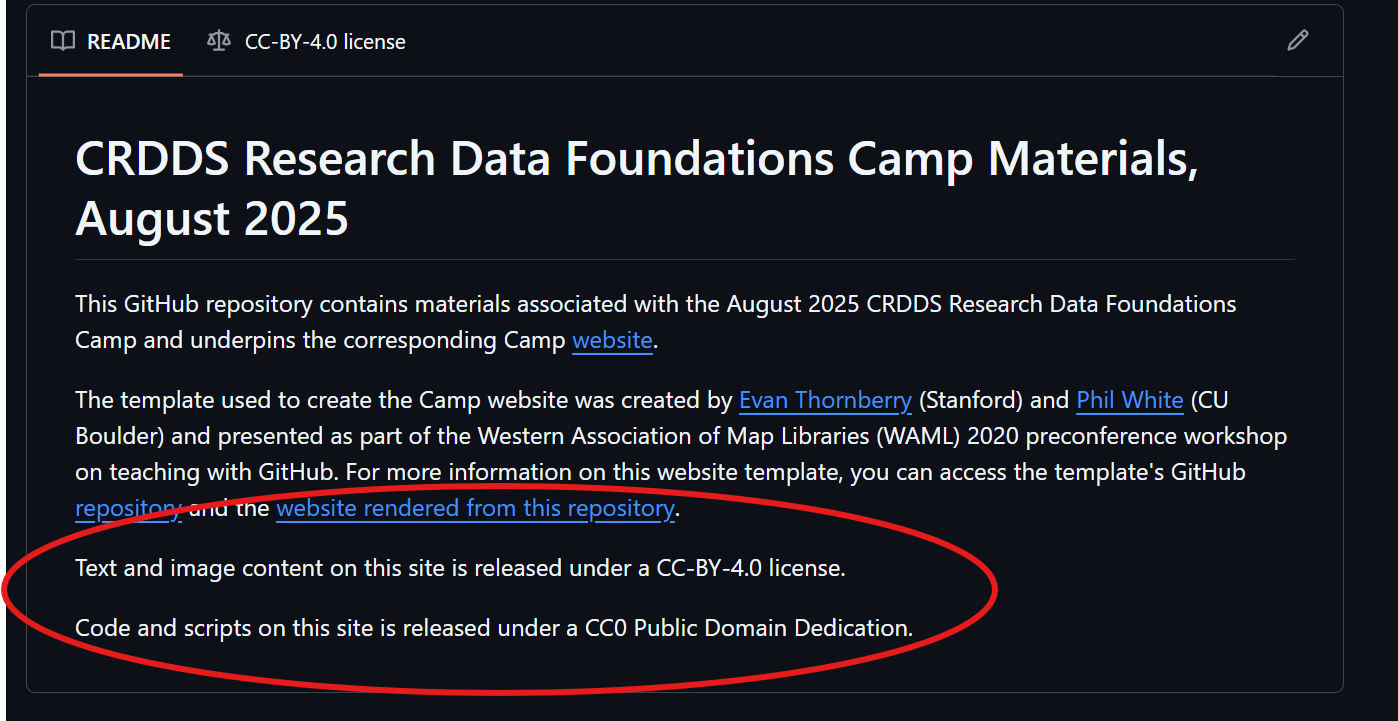 README
CC-BY-4.0 license
CRDDS Research Data Foundations Camp Materials,
August 2025
This GitHub repository contains materials associated with the August 2025 CRDDS Research Data Foundations
Camp and underpins the corresponding Camp website.
The template used to create the Camp website was created by Evan Thornberry (Stanford) and Phil White (CU
Boulder) and presented as part of the Western Association of Map Libraries (WAML) 2020 preconference workshop
on teaching with GitHub. For more information on this website template, you can access the template's GitHub
repository and the website rendered from this repository.
Text and image content on this site is released under a CC-BY-4.0 license.
Code and scripts on this site is released under a CC0 Public Domain Dedication.